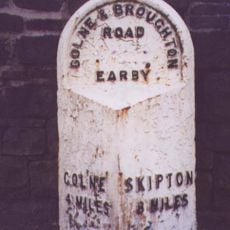 COLNE & BROUGHTON
ROAD
EARBY
COLNE SKIPTON
4 MILES 8 MILES